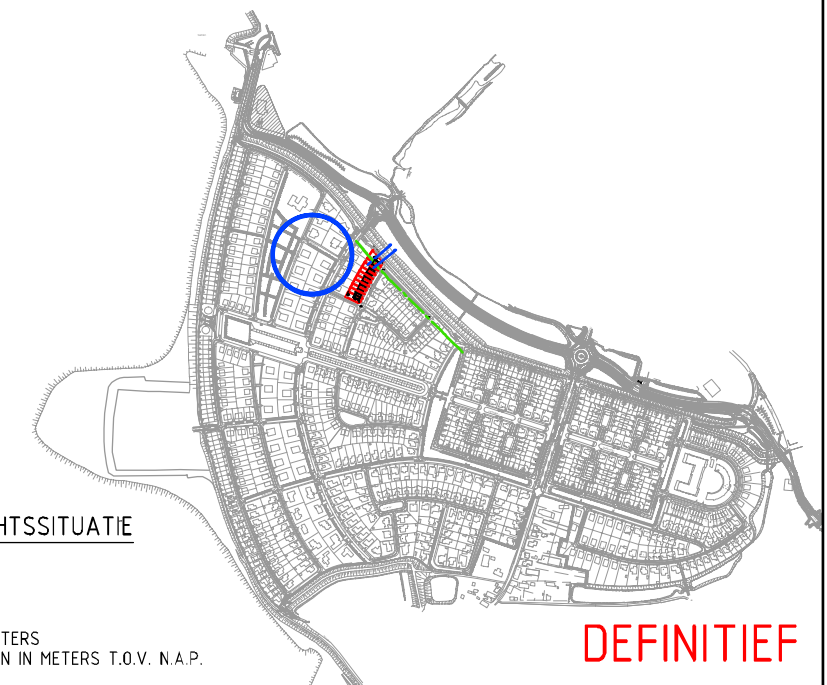 HTSSITUATIE
TERS
N IN METERS T.O.V. N.A.P.
DEFINITIEF